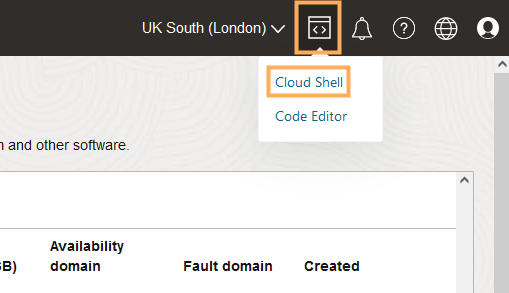 UK South (London)
Cloud Shell
Code Editor
and other software.
Availability
domain
Fault domain
Created